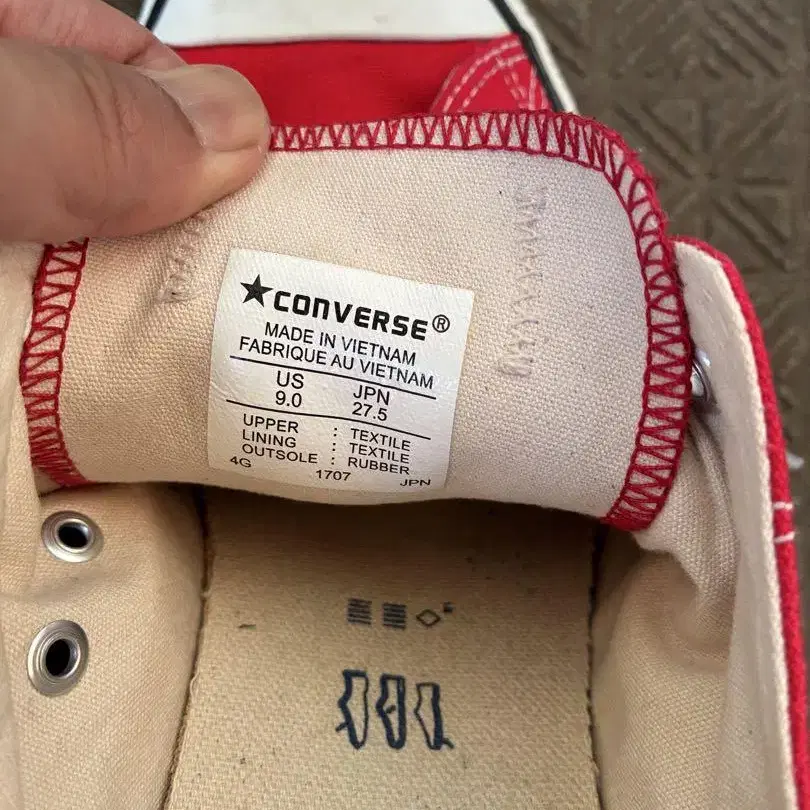 ★CONVERSE®
MADE IN VIETNAM
FABRIQUE AU VIETNAM
US JPN
9.0 27.5
UPPER : TEXTILE
LINING : TEXTILE
OUTSOLE : RUBBER
4G 1707 JPN